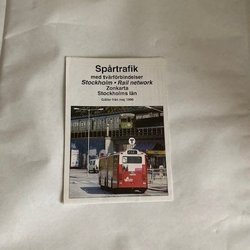 Spårtrafik
med tvärförbindelser
Stockholm • Rail network
Zonkarta
Stockholms län
Gäller från maj 1996